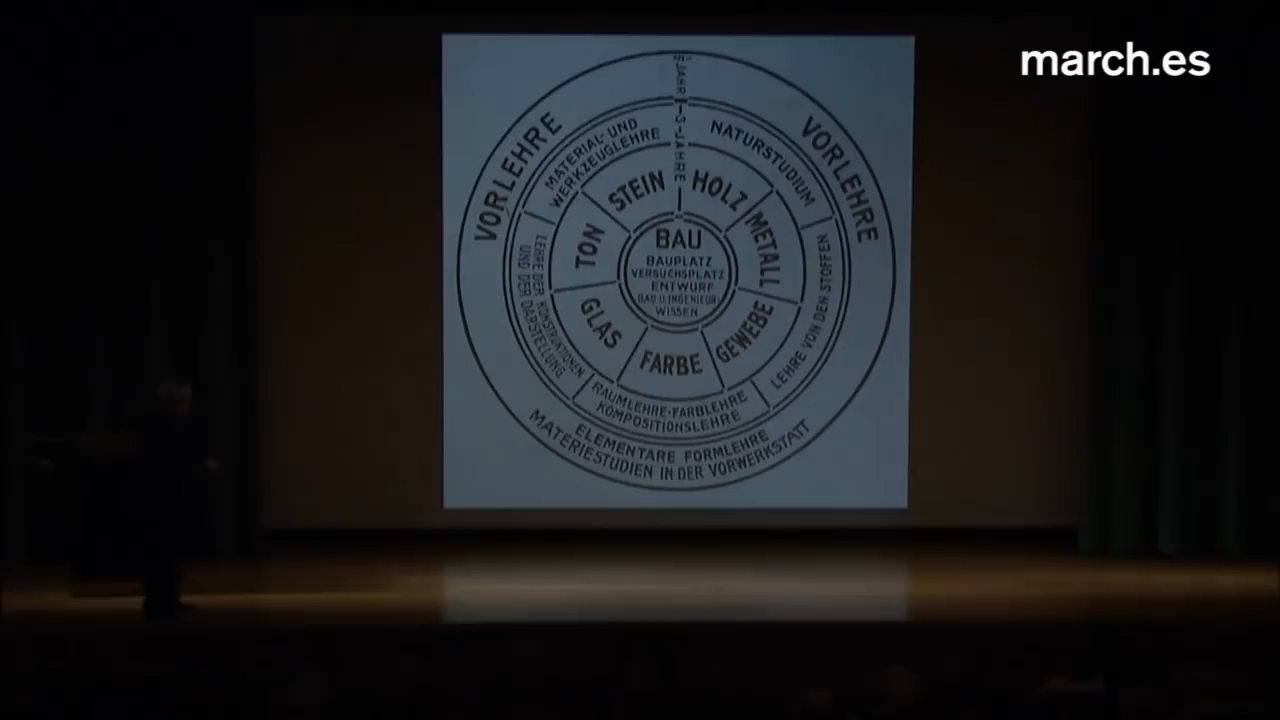 march.es
VORLEHRE
VORLEHRE
½ JAHR
3 JAHRE
MATERIAL- UND
WERKZEUGLEHRE
NATURSTUDIUM
LEHRE VON DEN STOFFEN
RAUMLEHRE-FARBLEHRE
KOMPOSITIONSLEHRE
LEHRE DER KONSTRUKTIONEN
UND DER DARSTELLUNG
STEIN
HOLZ
METALL
GEWEBE
FARBE
GLAS
TON
BAU
BAUPLATZ
VERSUCHSPLATZ
ENTWURF
BAU U. INGENIEUR
WISSEN
ELEMENTARE FORMLEHRE
MATERIESTUDIEN IN DER VORWERKSTATT